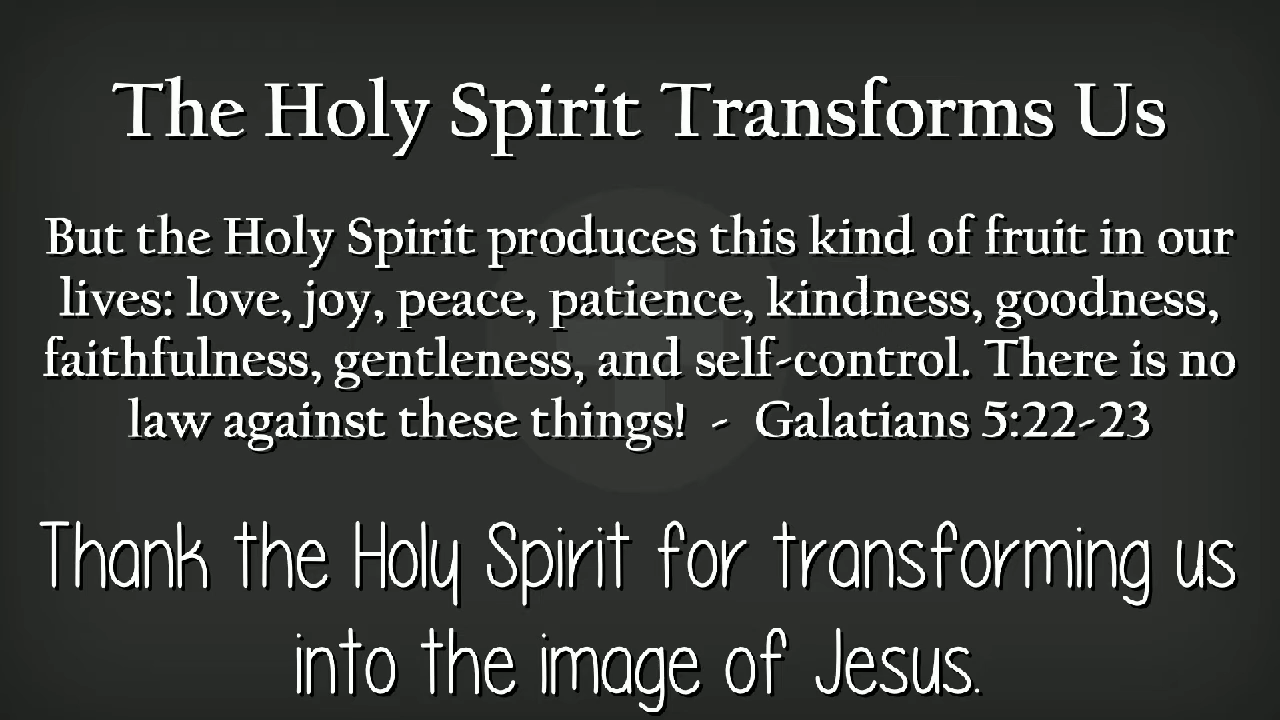 The Holy Spirit Transforms Us
But the Holy Spirit produces this kind of fruit in our
lives: love, joy, peace, patience, kindness, goodness,
faithfulness, gentleness, and self-control. There is no
law against these things!  -  Galatians 5:22-23
Thank the Holy Spirit for transforming us
into the image of Jesus.